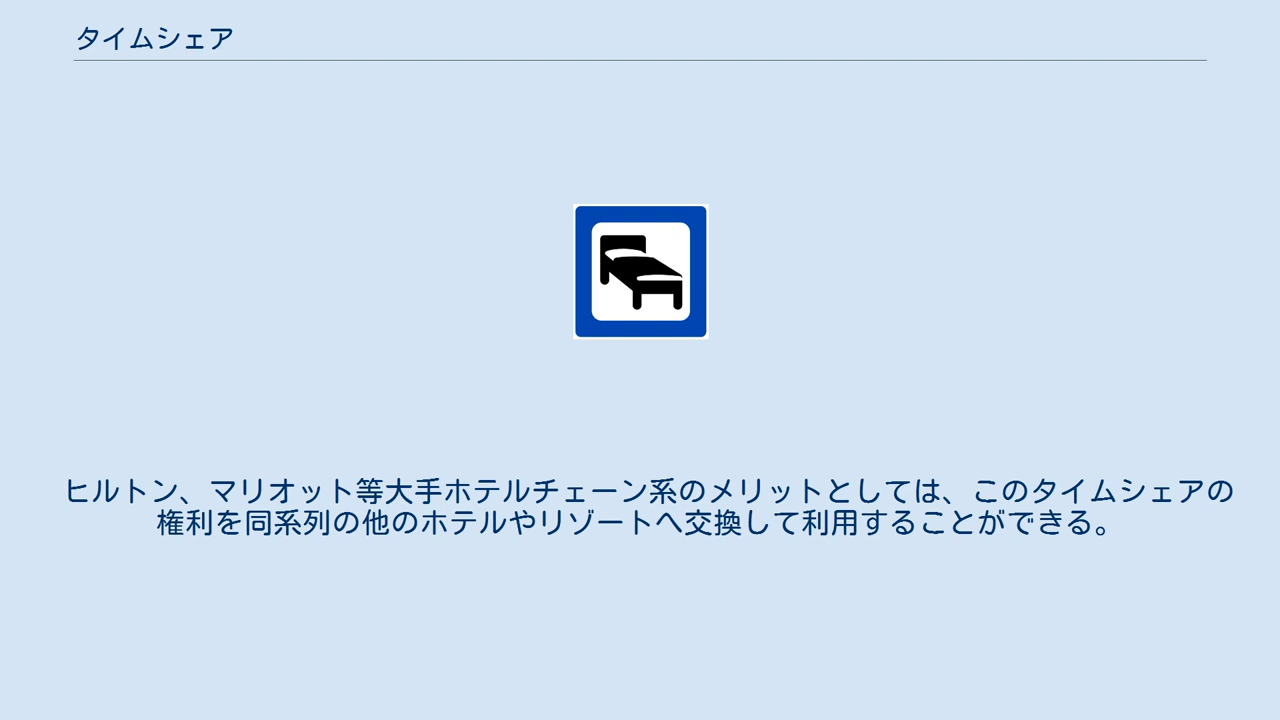 タイムシェア
ヒルトン、マリオット等大手ホテルチェーン系のメリットとしては、このタイムシェアの
権利を同系列の他のホテルやリゾートへ交換して利用することができる。